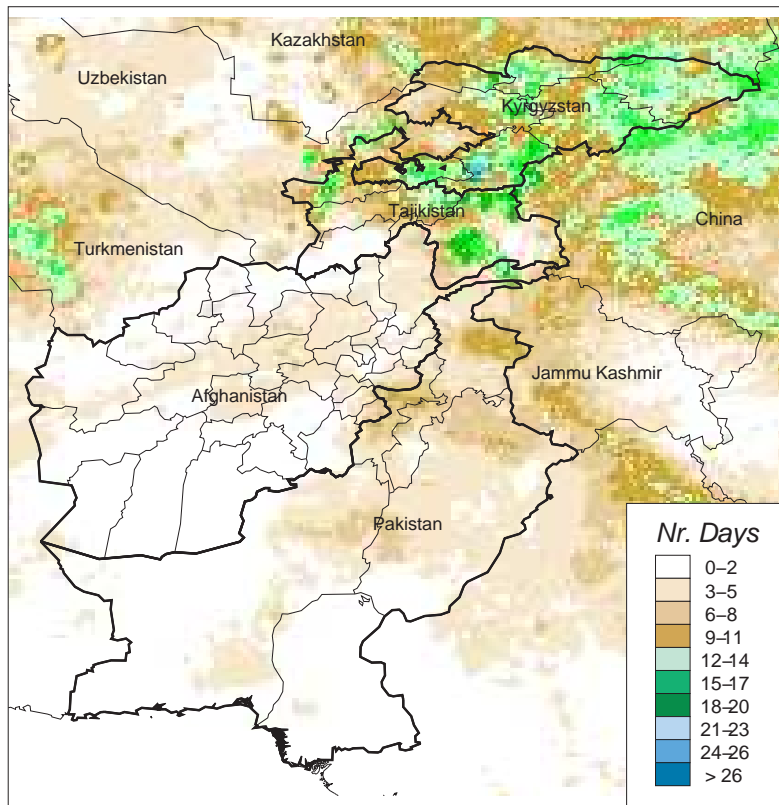 Kazakhstan
Uzbekistan
Kyrgyzstan
Tajikistan
China
Turkmenistan
Jammu Kashmir
Afghanistan
Pakistan
Nr. Days
0–2
3–5
6–8
9–11
12–14
15–17
18–20
21–23
24–26
> 26